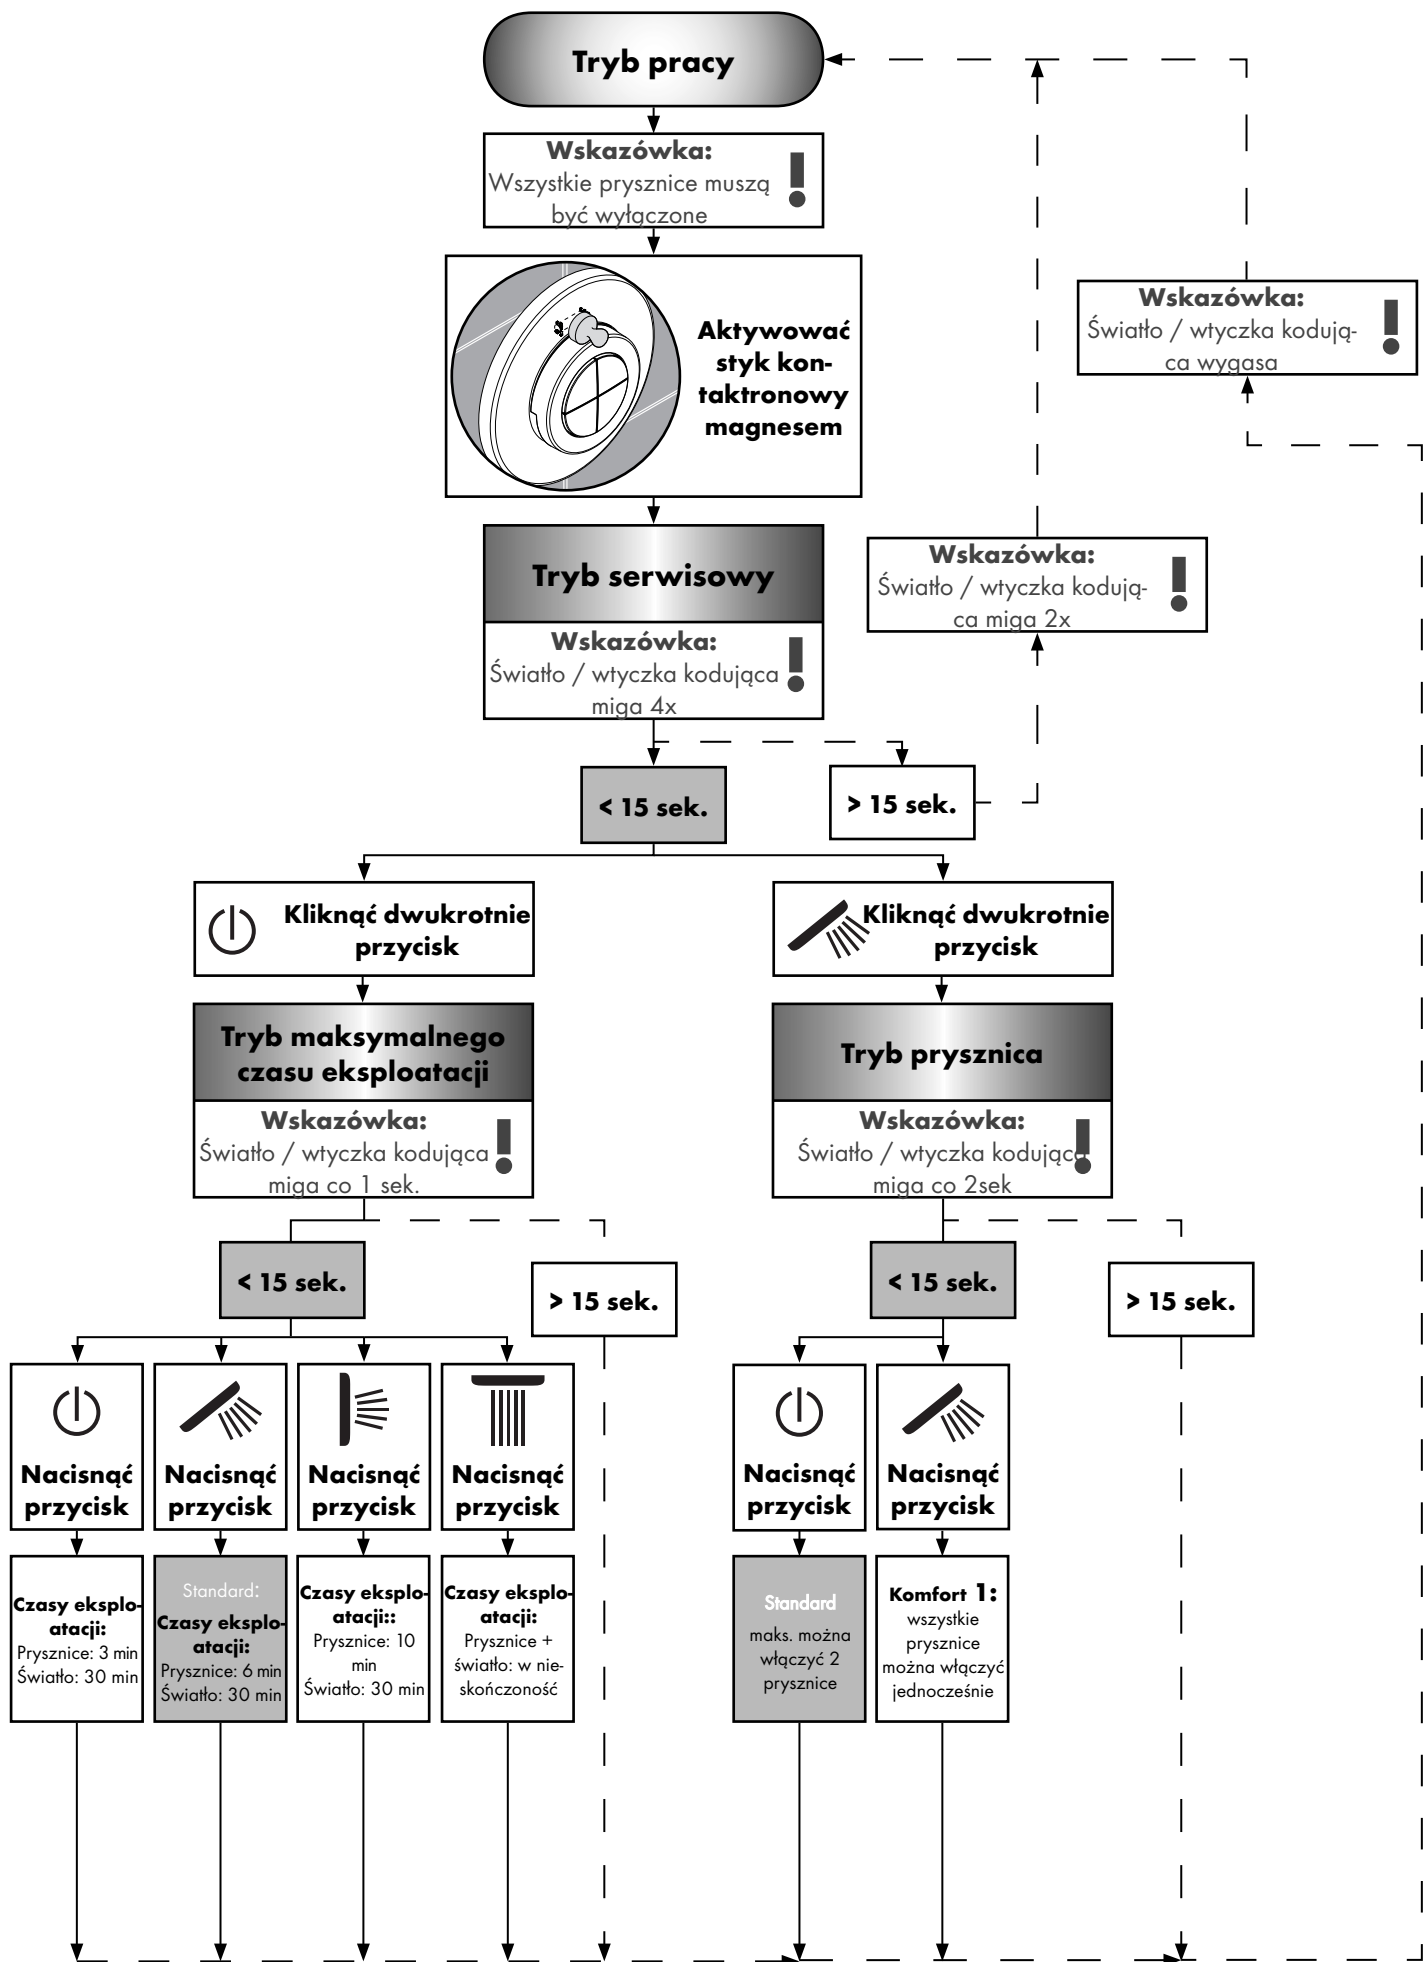 Tryb pracy
Wskazówka:
Wszystkie prysznice muszą
być wyłączone
Aktywować
styk kon-
taktronowy
magnesem
Wskazówka:
Światło / wtyczka kodują-
ca wygasa
Tryb serwisowy
Wskazówka:
Światło / wtyczka kodująca
miga 4x
Wskazówka:
Światło / wtyczka kodują-
ca miga 2x
< 15 sek.
> 15 sek.
Kliknąć dwukrotnie
przycisk
Kliknąć dwukrotnie
przycisk
Tryb maksymalnego
czasu eksploatacji
Wskazówka:
Światło / wtyczka kodująca
miga co 1 sek.
Tryb prysznica
Wskazówka:
Światło / wtyczka kodująca
miga co 2sek
< 15 sek.
> 15 sek.
< 15 sek.
> 15 sek.
Nacisnąć
przycisk
Nacisnąć
przycisk
Nacisnąć
przycisk
Nacisnąć
przycisk
Nacisnąć
przycisk
Nacisnąć
przycisk
Czasy eksplo-
atacji:
Prysznice: 3 min
Światło: 30 min
Standard:
Czasy eksplo-
atacji:
Prysznice: 6 min
Światło: 30 min
Czasy eksplo-
atacji::
Prysznice: 10
min
Światło: 30 min
Czasy eksplo-
atacji:
Prysznice +
światło: w nie-
skończoność
Standard
maks. można
włączyć 2
prysznice
Komfort 1:
wszystkie
prysznice
można włączyć
jednocześnie